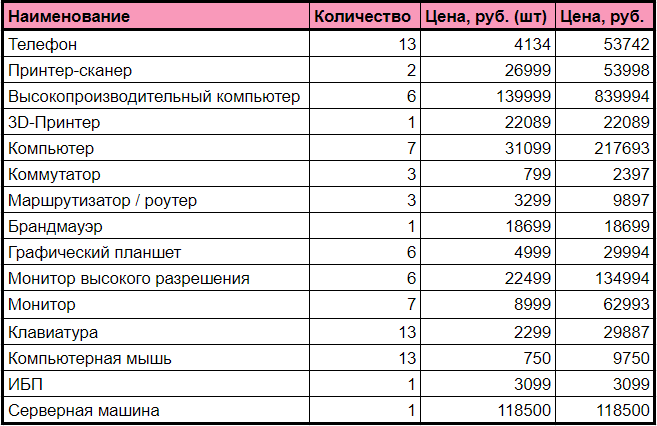 Наименование Количество Цена, руб. (шт) Цена, руб.
Телефон 13 4134 53742
Принтер-сканер 2 26999 53998
Высокопроизводительный компьютер 6 139999 839994
3D-Принтер 1 22089 22089
Компьютер 7 31099 217693
Коммутатор 3 799 2397
Маршрутизатор / роутер 3 3299 9897
Брандмауэр 1 18699 18699
Графический планшет 6 4999 29994
Монитор высокого разрешения 6 22499 134994
Монитор 7 8999 62993
Клавиатура 13 2299 29887
Компьютерная мышь 13 750 9750
ИБП 1 3099 3099
Серверная машина 1 118500 118500